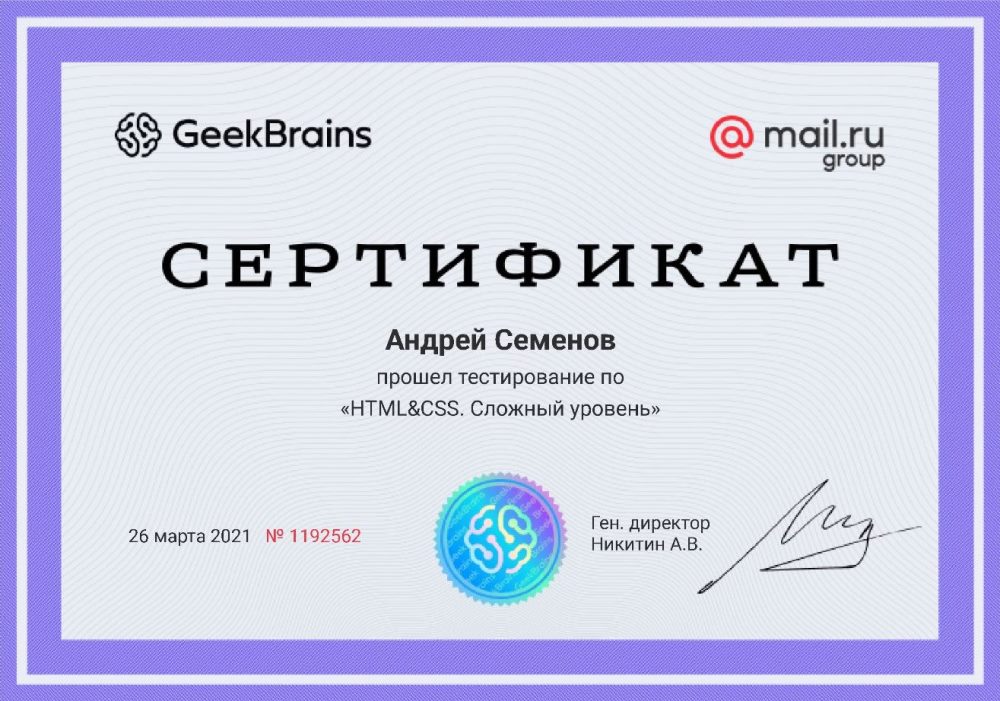 GeekBrains
@mail.ru
group
СЕРТИФИКАТ
Андрей Семенов
прошел тестирование по
«HTML&CSS. Сложный уровень»
26 марта 2021 № 1192562
Ген. директор
Никитин А.В.